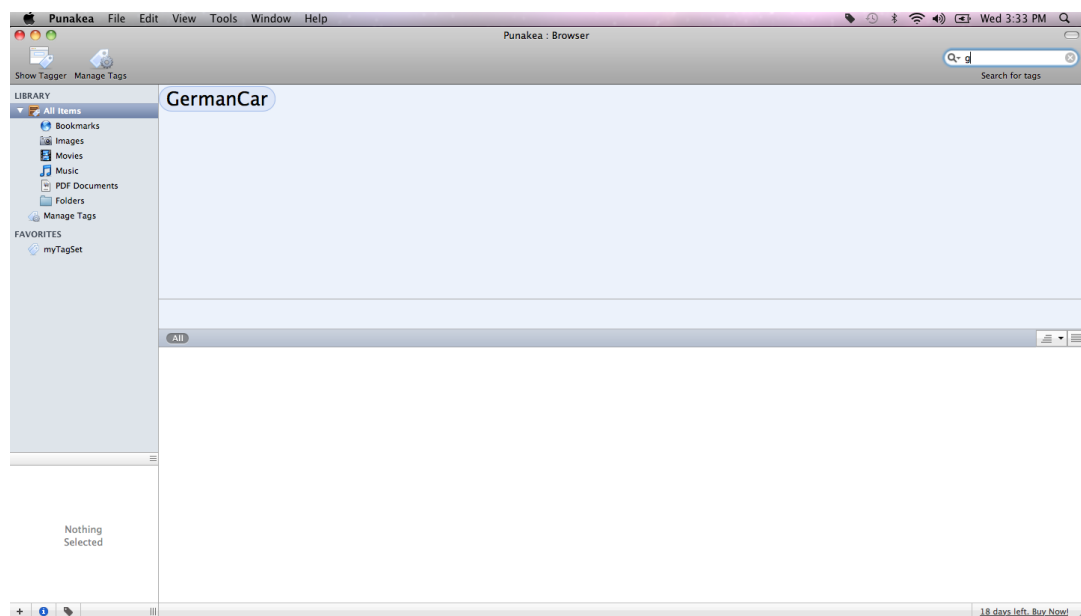 Punakea File Edit View Tools Window Help Wed 3:33 PM
Punakea : Browser
g
Show Tagger Manage Tags Search for tags
LIBRARY
All Items
Bookmarks
Images
Movies
Music
PDF Documents
Folders
Manage Tags
FAVORITES
myTagSet
GermanCar
All
Nothing
Selected
18 days left. Buy Now!